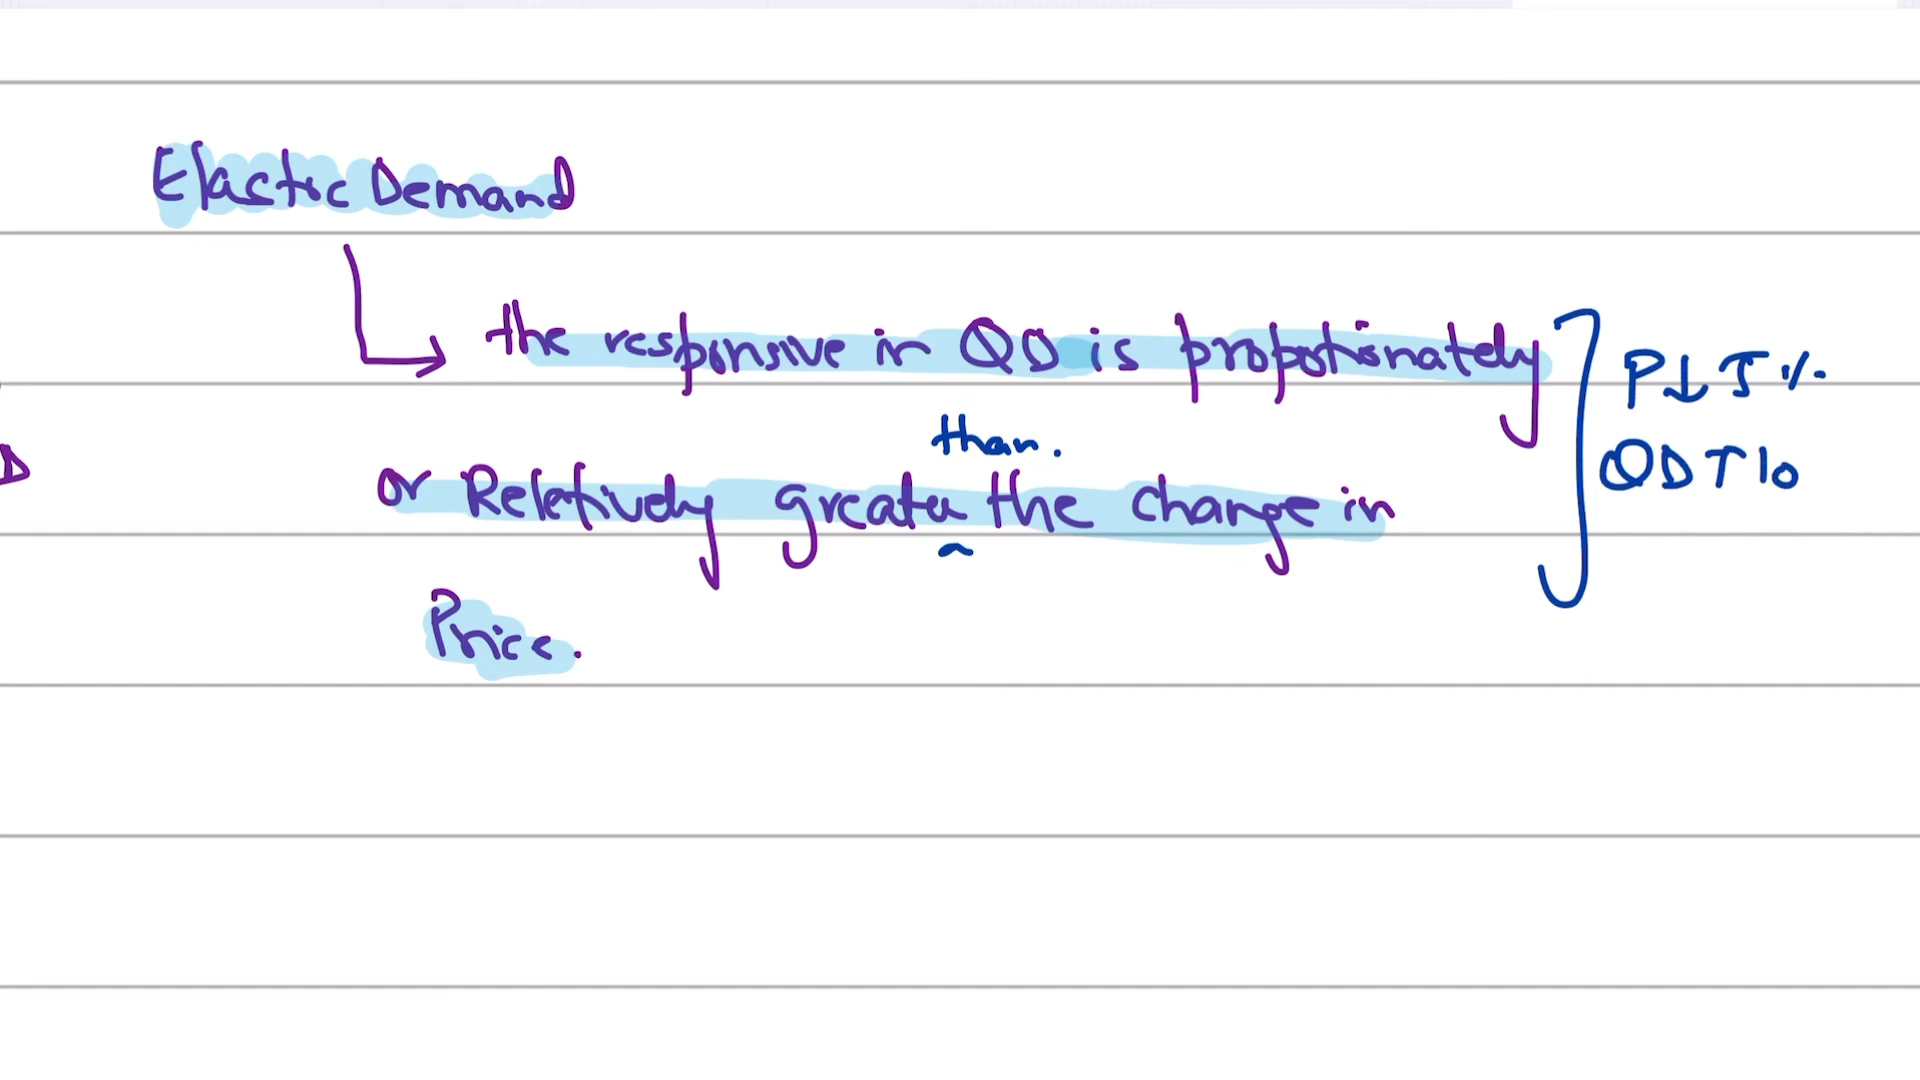 Elastic Demand
the responsive in QD is proportionately
than.
or Relatively greater the change in
Price.
P↓ 5%
QD ↑ 10
D